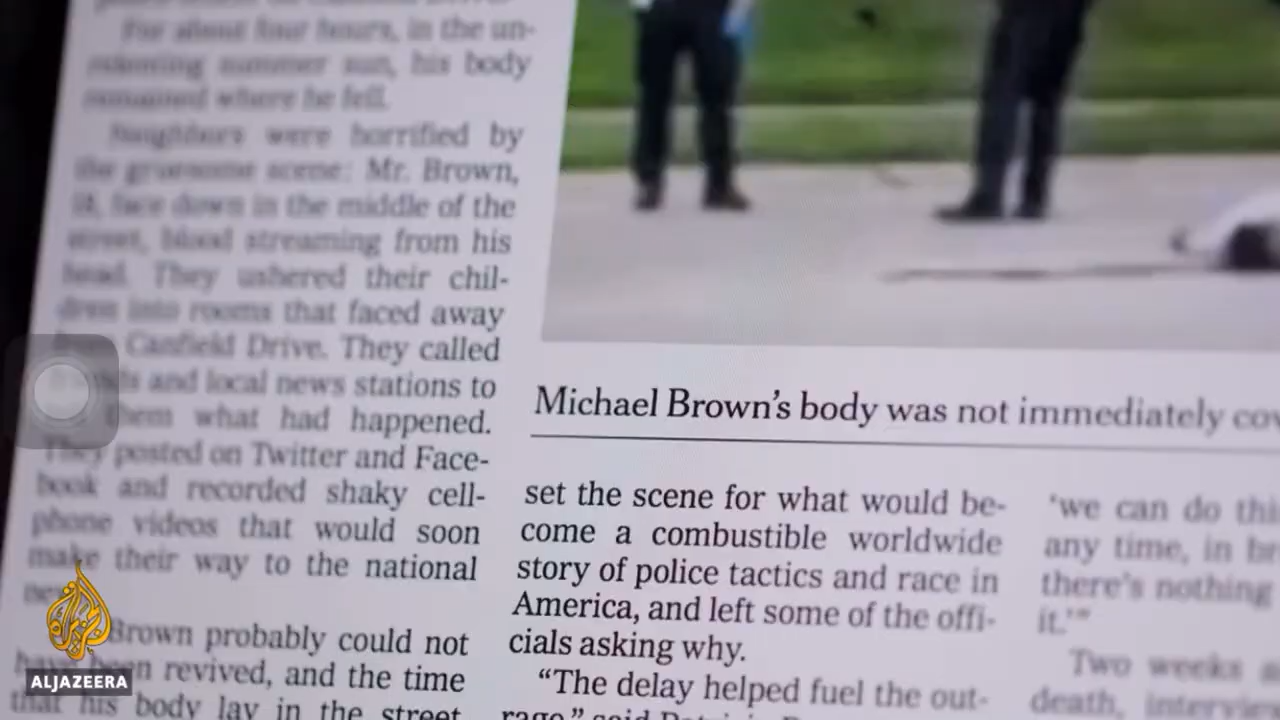 For about four hours, in the un-
relenting summer sun, his body
remained where he fell.
Neighbors were horrified by
the gruesome scene: Mr. Brown,
18, face down in the middle of the
street, blood streaming from his
head. They ushered their chil-
dren into rooms that faced away
from Canfield Drive. They called
and local news stations to
them what had happened.
They posted on Twitter and Face-
book and recorded shaky cell-
phone videos that would soon
make their way to the national
Brown probably could not
have been revived, and the time
that his body lay in the street
Michael Brown's body was not immediately
set the scene for what would be-
come a combustible worldwide
story of police tactics and race in
America, and left some of the offi-
cials asking why.
“The delay helped fuel the out-
rage,” said
‘we can do
any time, in
there's nothing
it.’”
Two weeks
death,
ALJAZEERA